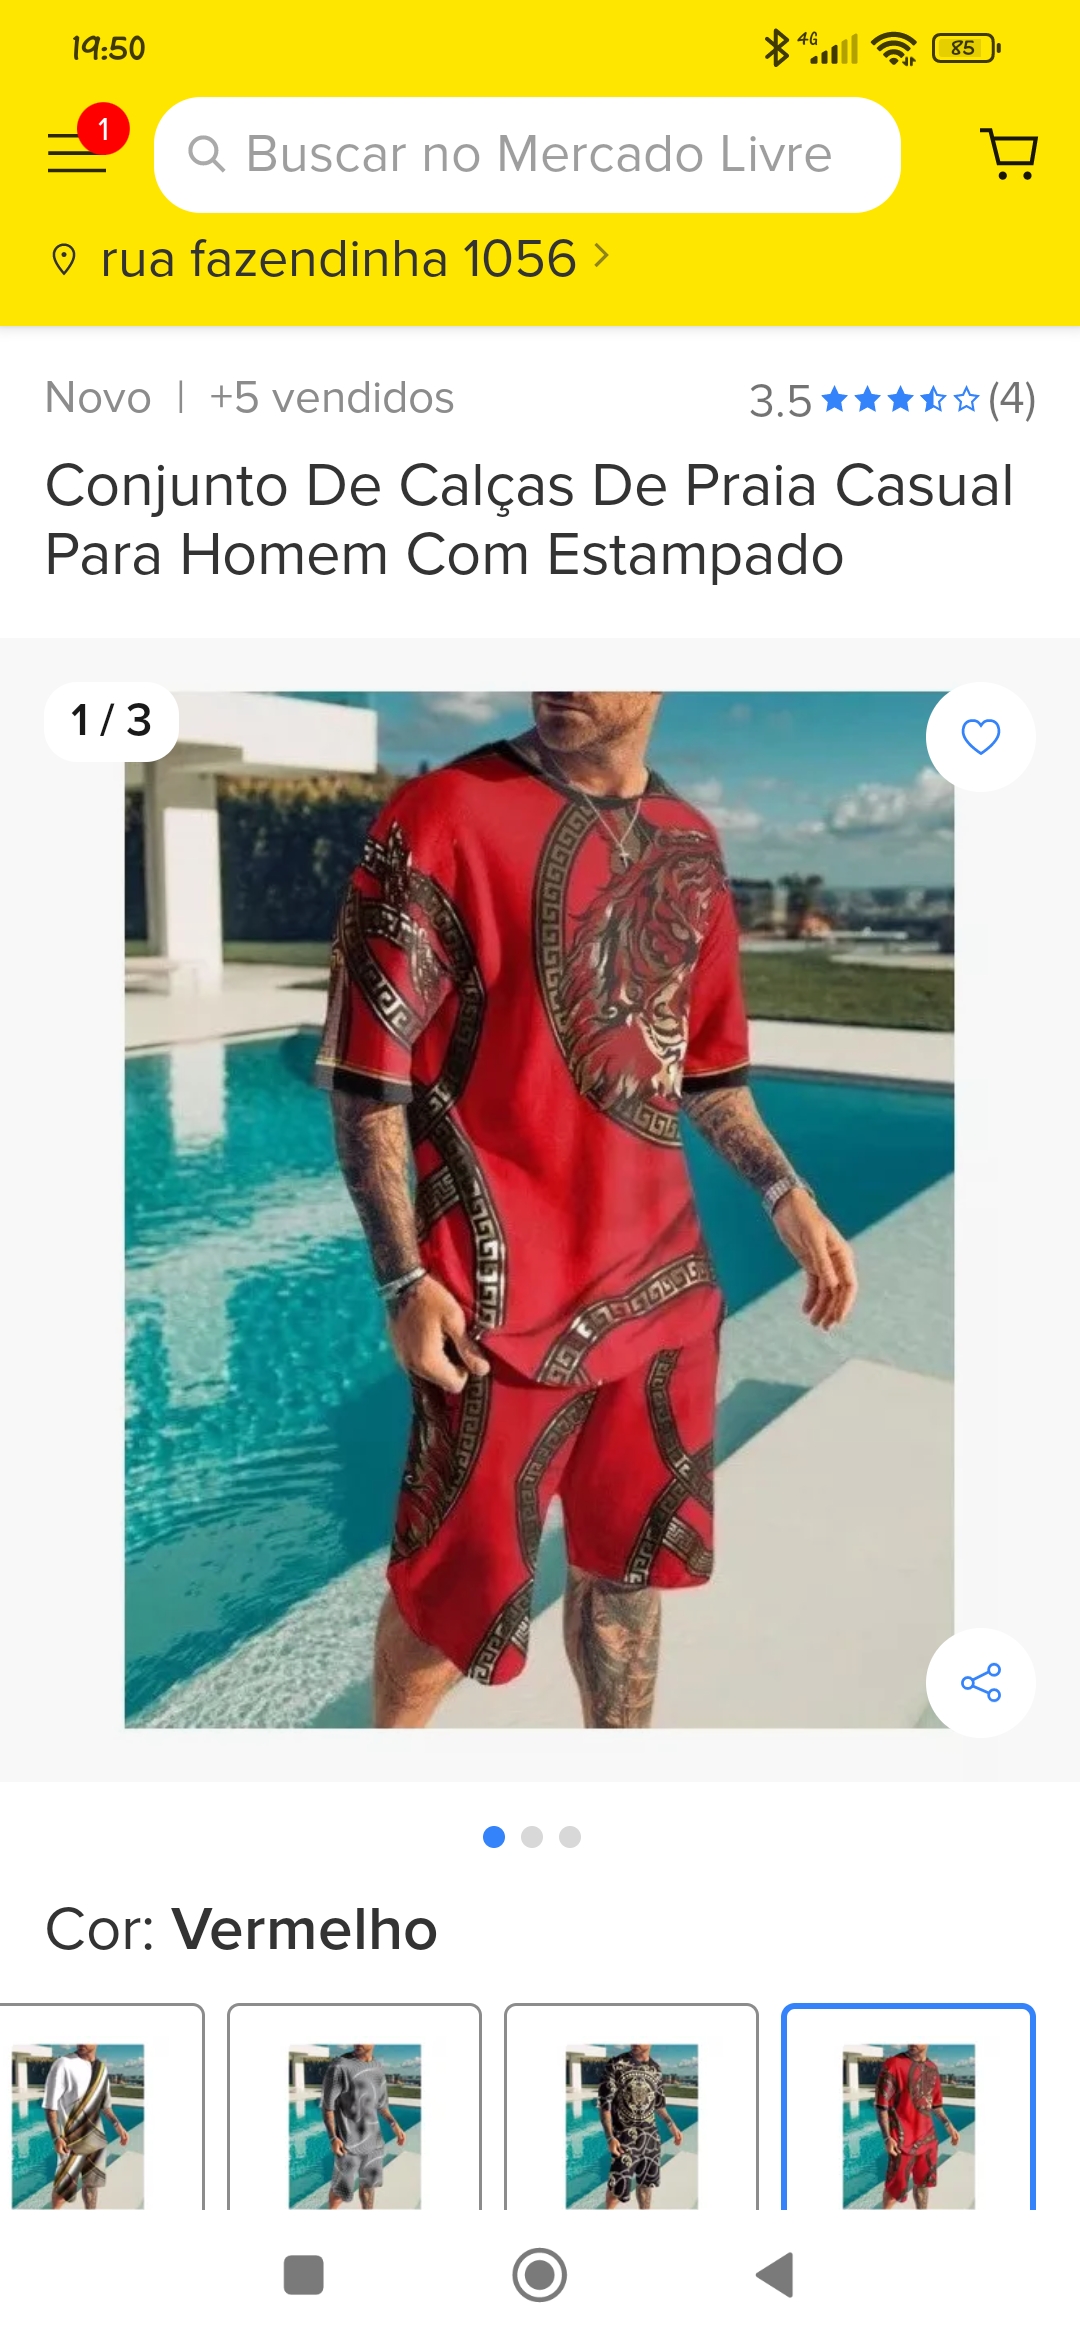 19:50
4G
85
1
Buscar no Mercado Livre
rua fazendinha 1056
Novo | +5 vendidos
3.5 (4)
Conjunto De Calças De Praia Casual
Para Homem Com Estampado
1 / 3
Cor: Vermelho